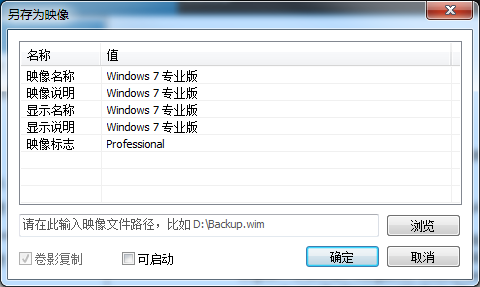 另存为映像
名称 值
映像名称 Windows 7 专业版
映像说明 Windows 7 专业版
显示名称 Windows 7 专业版
显示说明 Windows 7 专业版
映像标志 Professional
请在此输入映像文件路径，比如 D:\Backup.wim 浏览
卷影复制 可启动 确定 取消